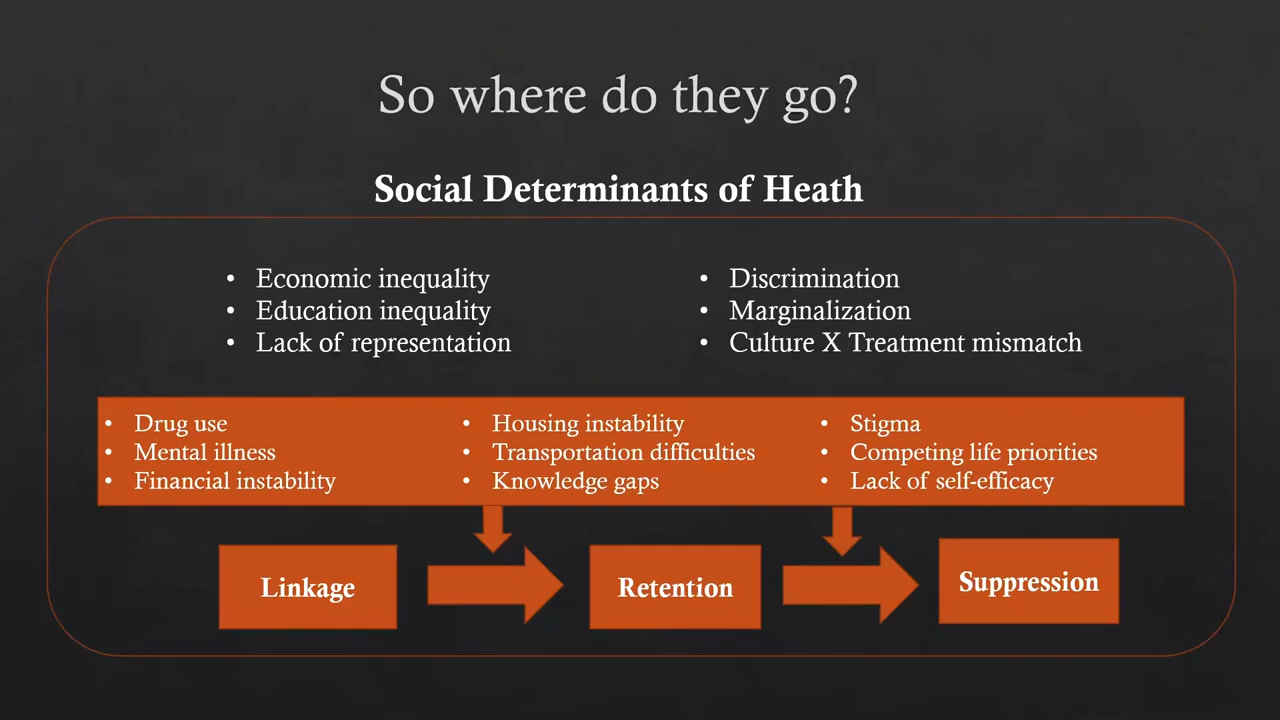 So where do they go?
Social Determinants of Heath
• Economic inequality
• Education inequality
• Lack of representation
• Discrimination
• Marginalization
• Culture X Treatment mismatch
• Drug use
• Mental illness
• Financial instability
• Housing instability
• Transportation difficulties
• Knowledge gaps
• Stigma
• Competing life priorities
• Lack of self-efficacy
Linkage
Retention
Suppression